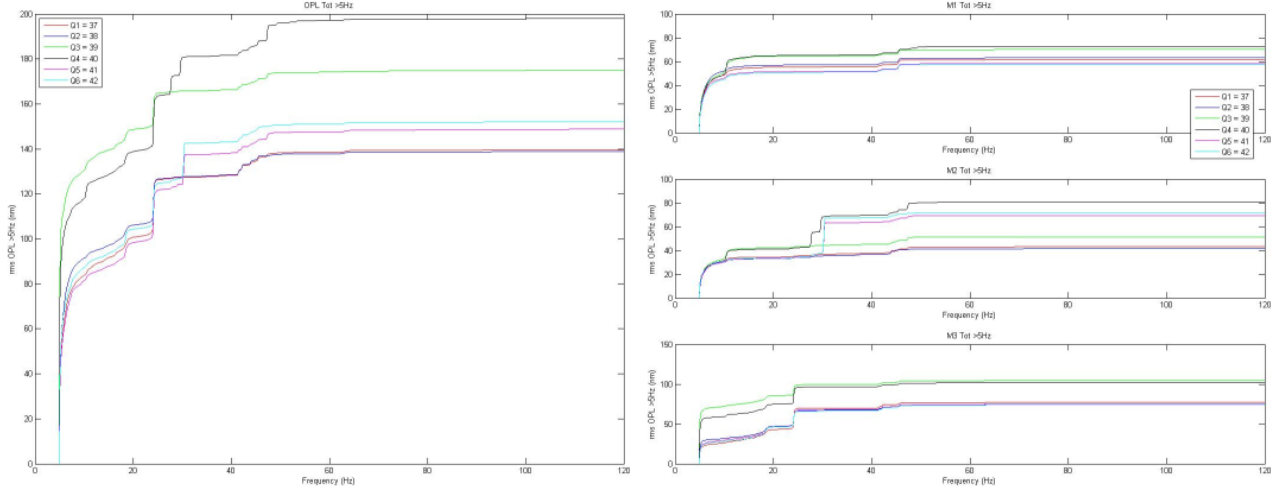 OPL Tot >5Hz
rms OPL >5Hz (nm)
200
180
160
140
120
100
80
60
40
20
0
Q1 = 37
Q2 = 38
Q3 = 39
Q4 = 40
Q5 = 41
Q6 = 42
0 20 40 60 80 100 120
Frequency (Hz)
M1 Tot >5Hz
rms OPL >5Hz (nm)
100
80
60
40
20
0
0 20 40 60 80 100 120
Frequency (Hz)
Q1 = 37
Q2 = 38
Q3 = 39
Q4 = 40
Q5 = 41
Q6 = 42
M2 Tot >5Hz
rms OPL >5Hz (nm)
100
80
60
40
20
0
0 20 40 60 80 100 120
Frequency (Hz)
M3 Tot >5Hz
rms OPL >5Hz (nm)
150
100
50
0
0 20 40 60 80 100 120
Frequency (Hz)